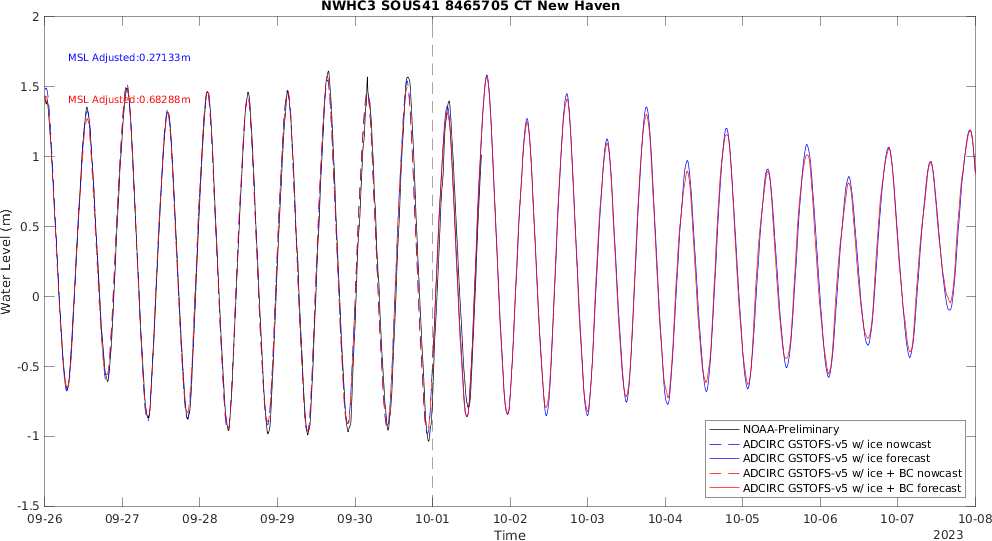 NWHC3 SOUS41 8465705 CT New Haven
2
MSL Adjusted:0.27133m
1.5
MSL Adjusted:0.68288m
1
0.5
Water Level (m)
0
-0.5
-1
-1.5
NOAA-Preliminary
ADCIRC GSTOFS-v5 w/ ice nowcast
ADCIRC GSTOFS-v5 w/ ice forecast
ADCIRC GSTOFS-v5 w/ ice + BC nowcast
ADCIRC GSTOFS-v5 w/ ice + BC forecast
09-26 09-27 09-28 09-29 09-30 10-01 10-02 10-03 10-04 10-05 10-06 10-07 10-08
Time
2023